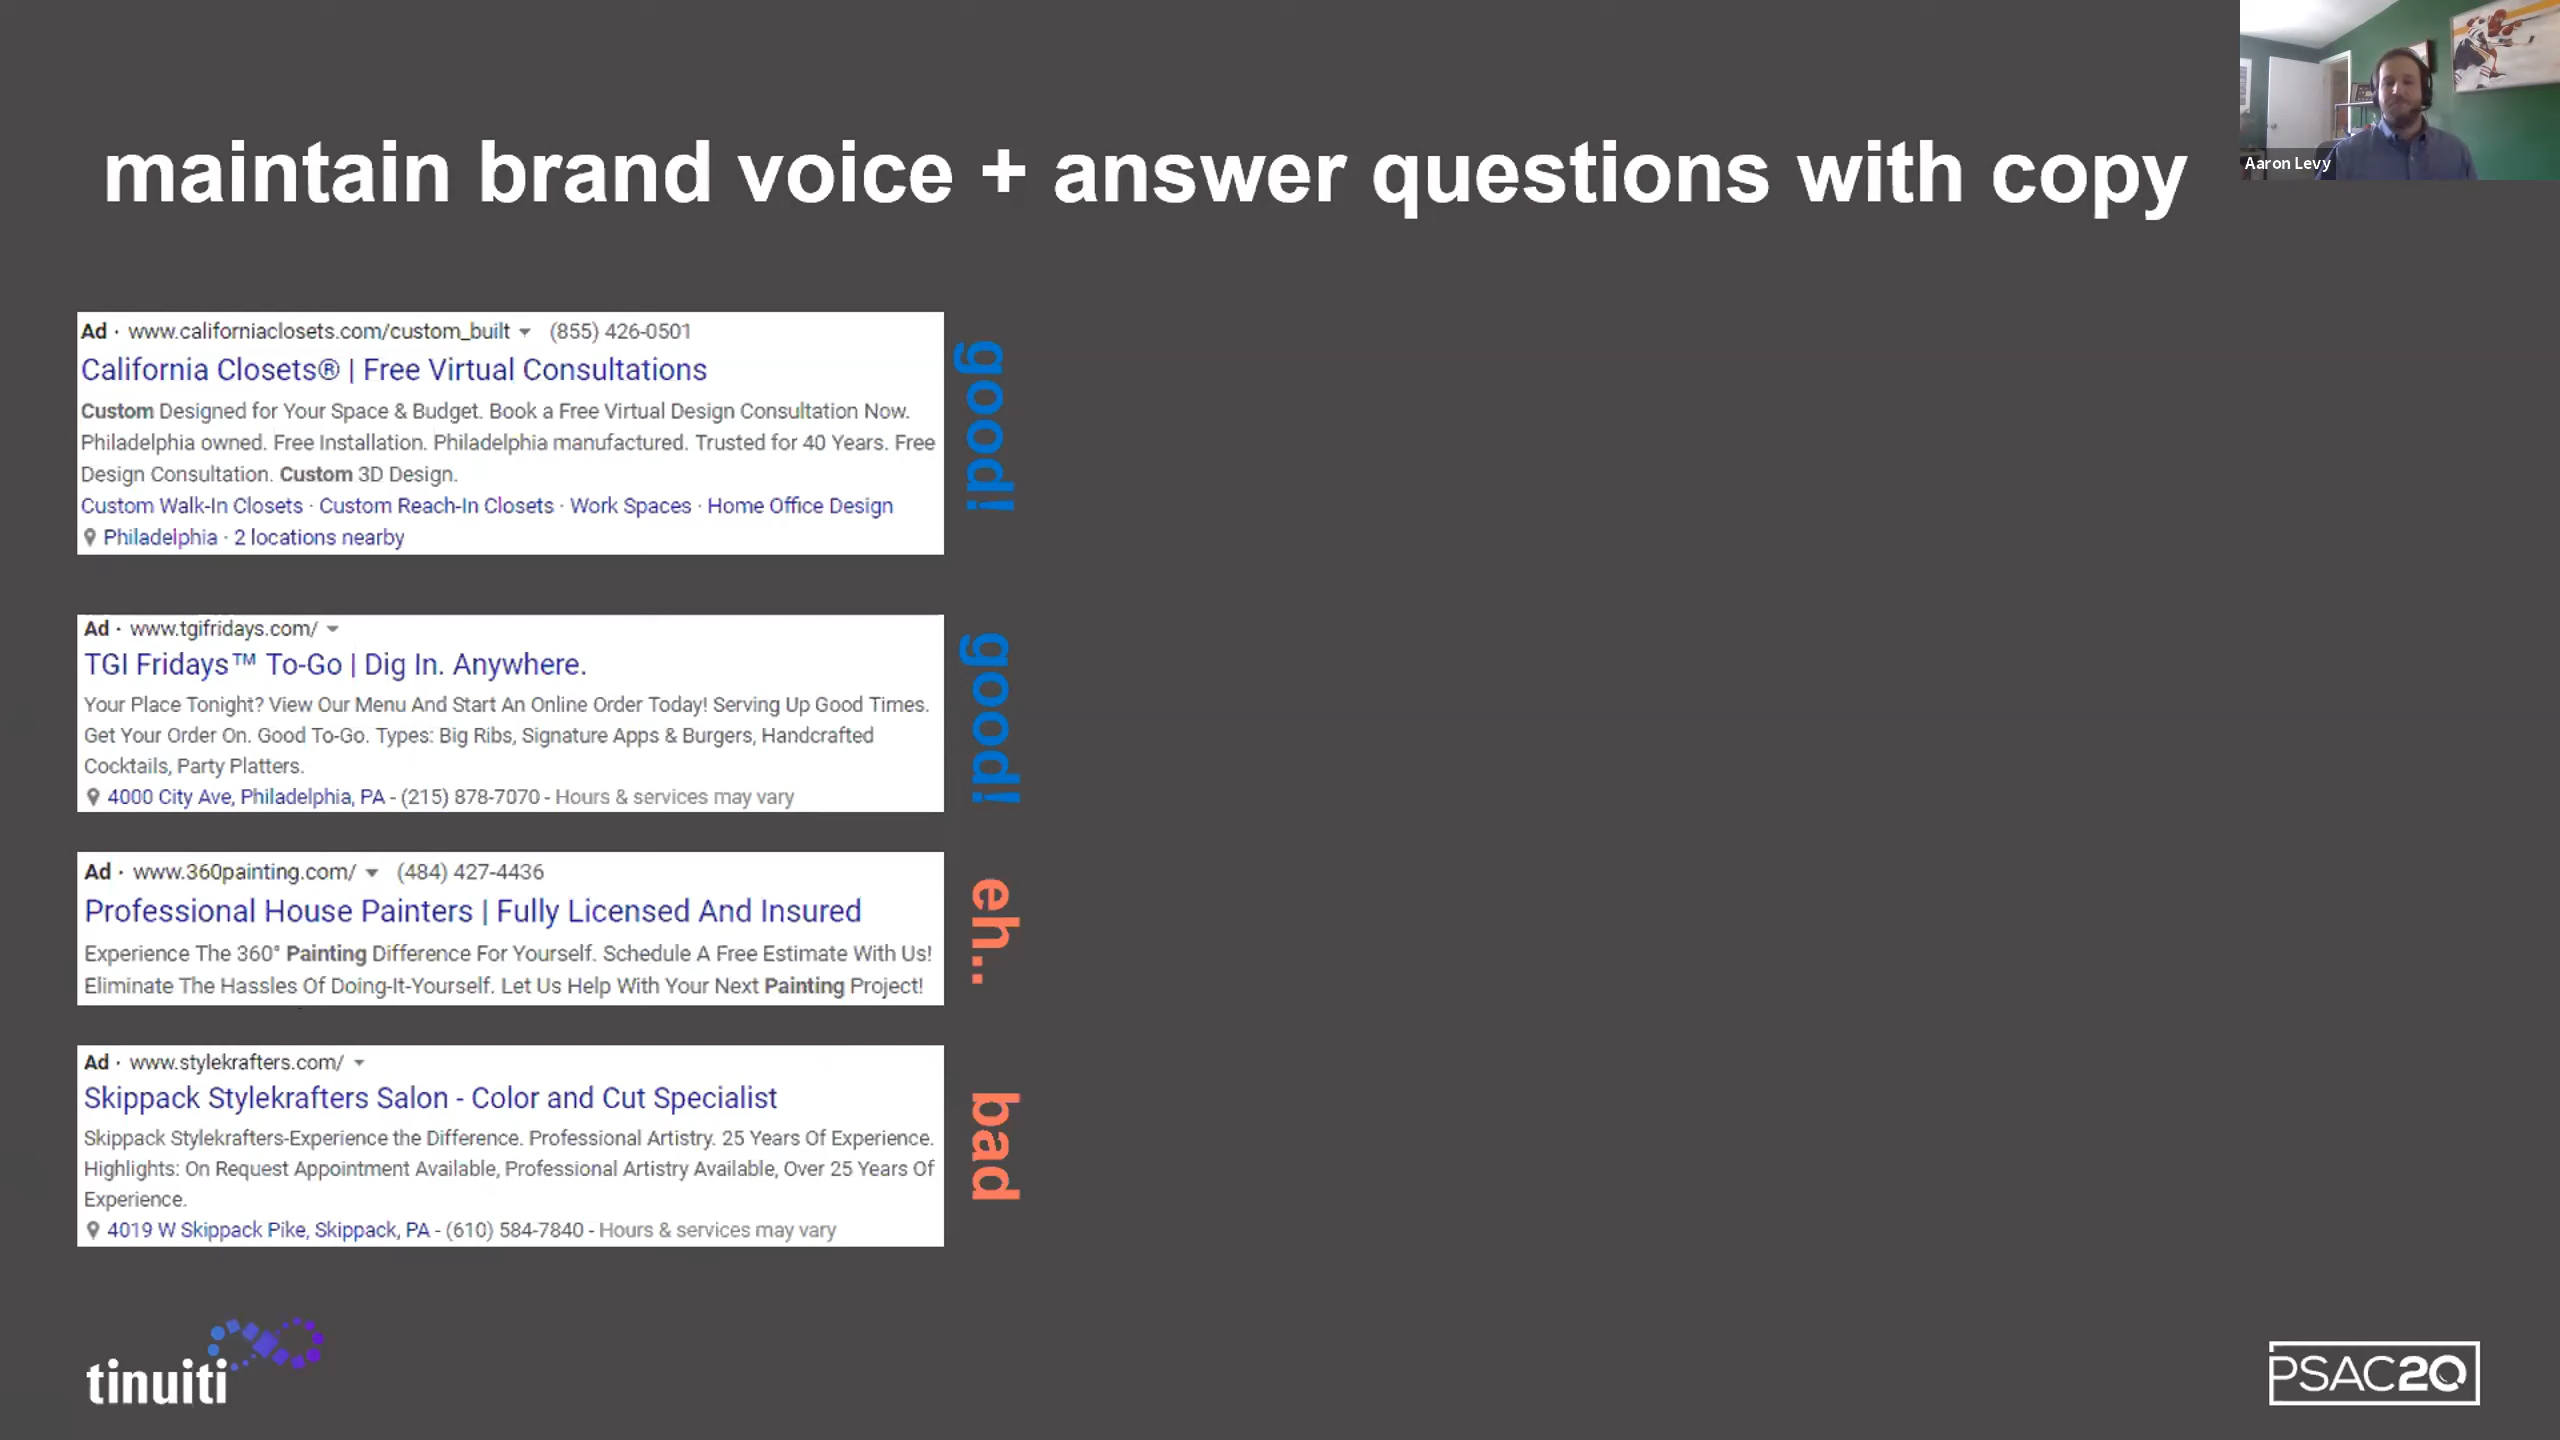 maintain brand voice + answer questions with copy
Aaron Levy
Ad · www.californiaclosets.com/custom_built (855) 426-0501
California Closets® | Free Virtual Consultations
Custom Designed for Your Space & Budget. Book a Free Virtual Design Consultation Now.
Philadelphia owned. Free Installation. Philadelphia manufactured. Trusted for 40 Years. Free
Design Consultation. Custom 3D Design.
Custom Walk-In Closets · Custom Reach-In Closets · Work Spaces · Home Office Design
Philadelphia · 2 locations nearby
good!
Ad · www.tgifridays.com/
TGI Fridays™ To-Go | Dig In. Anywhere.
Your Place Tonight? View Our Menu And Start An Online Order Today! Serving Up Good Times.
Get Your Order On. Good To-Go. Types: Big Ribs, Signature Apps & Burgers, Handcrafted
Cocktails, Party Platters.
4000 City Ave, Philadelphia, PA - (215) 878-7070 - Hours & services may vary
good!
Ad · www.360painting.com/ (484) 427-4436
Professional House Painters | Fully Licensed And Insured
Experience The 360° Painting Difference For Yourself. Schedule A Free Estimate With Us!
Eliminate The Hassles Of Doing-It-Yourself. Let Us Help With Your Next Painting Project!
eh..
Ad · www.stylekrafters.com/
Skippack Stylekrafters Salon - Color and Cut Specialist
Skippack Stylekrafters-Experience the Difference. Professional Artistry. 25 Years Of Experience.
Highlights: On Request Appointment Available, Professional Artistry Available, Over 25 Years Of
Experience.
4019 W Skippack Pike, Skippack, PA - (610) 584-7840 - Hours & services may vary
bad
tinuiti
PSAC20